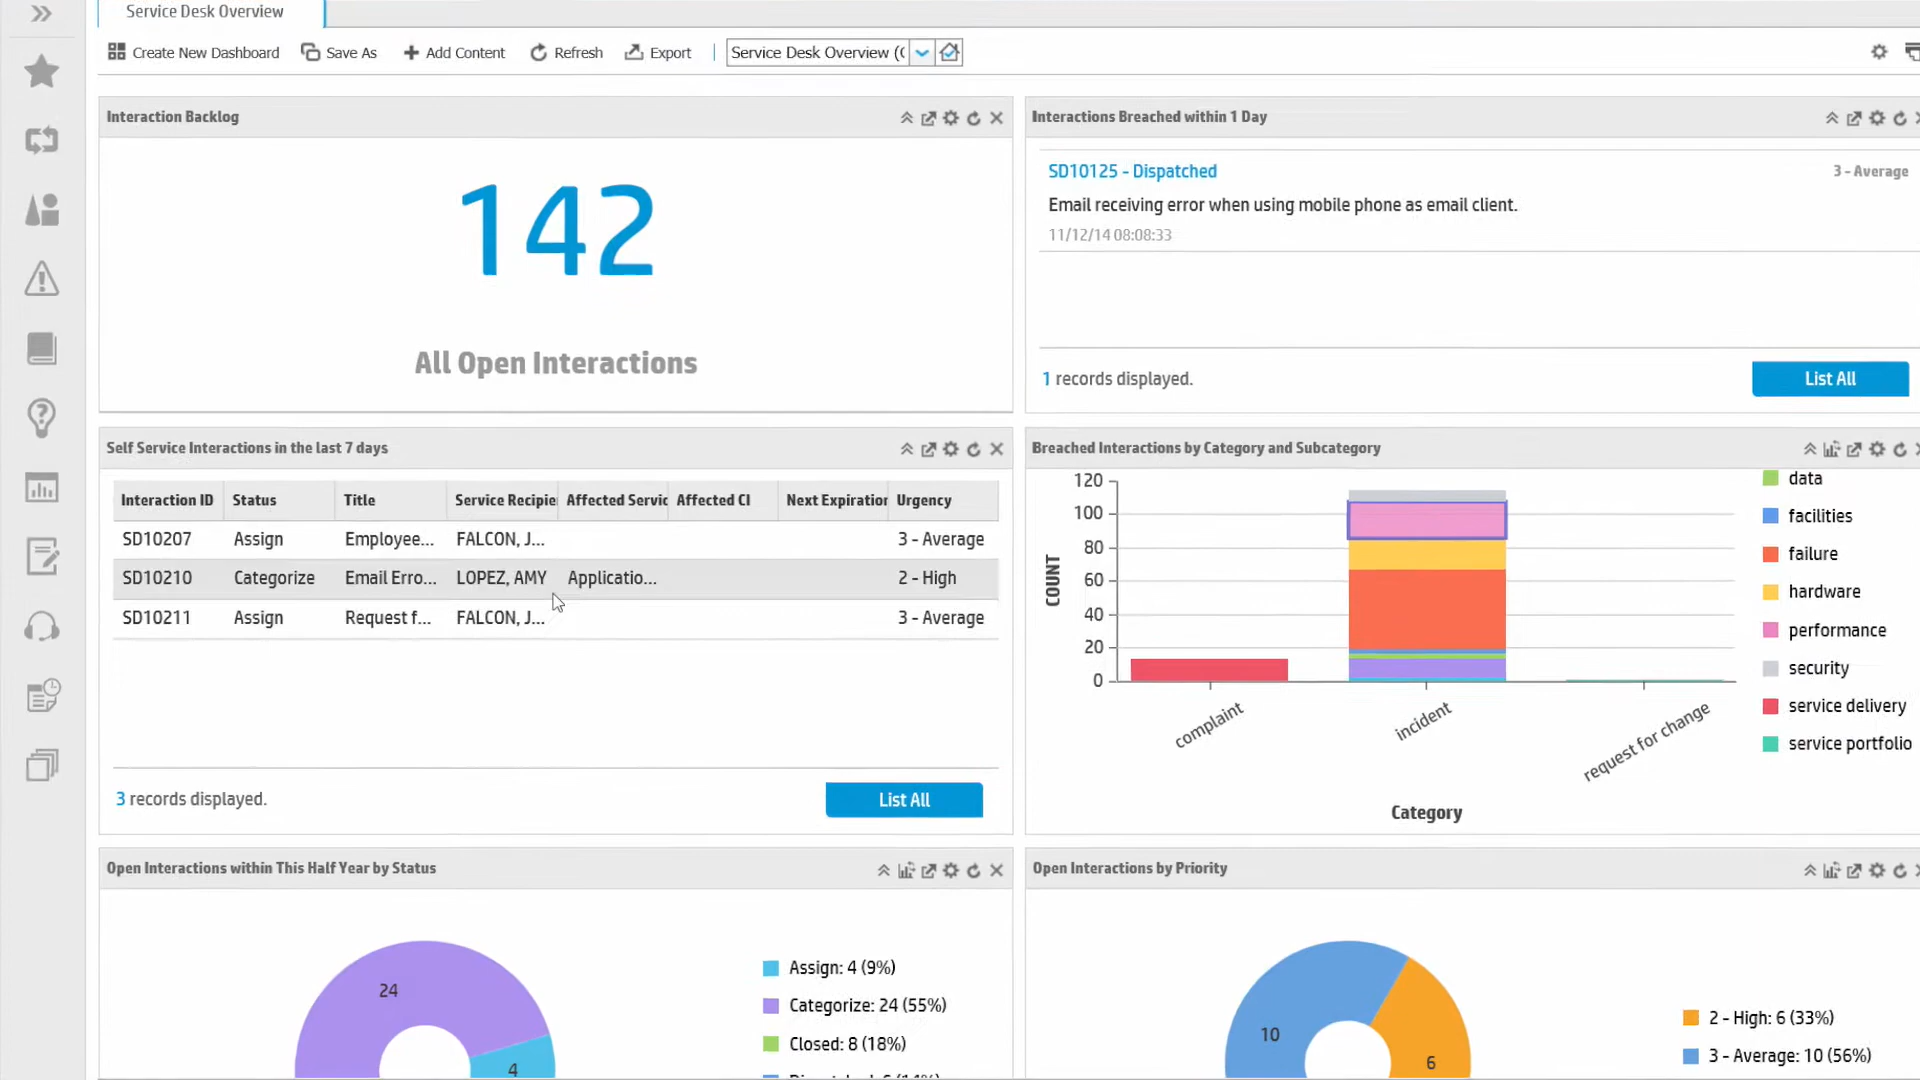 Service Desk Overview
Create New Dashboard
Save As
Add Content
Refresh
Export
Service Desk Overview (
Interaction Backlog
142
All Open Interactions
Interactions Breached within 1 Day
SD10125 - Dispatched
3 - Average
Email receiving error when using mobile phone as email client.
11/12/14 08:08:33
1 records displayed.
List All
Self Service Interactions in the last 7 days
Interaction ID Status Title Service Recipie Affected Servic Affected CI Next Expiration Urgency
SD10207 Assign Employee... FALCON, J... 3 - Average
SD10210 Categorize Email Erro... LOPEZ, AMY Applicatio... 2 - High
SD10211 Assign Request f... FALCON, J... 3 - Average
3 records displayed.
List All
Breached Interactions by Category and Subcategory
120
100
80
60
40
20
0
COUNT
complaint
incident
request for change
Category
data
facilities
failure
hardware
performance
security
service delivery
service portfolio
Open Interactions within This Half Year by Status
24
4
Assign: 4 (9%)
Categorize: 24 (55%)
Closed: 8 (18%)
Open Interactions by Priority
10
6
2 - High: 6 (33%)
3 - Average: 10 (56%)